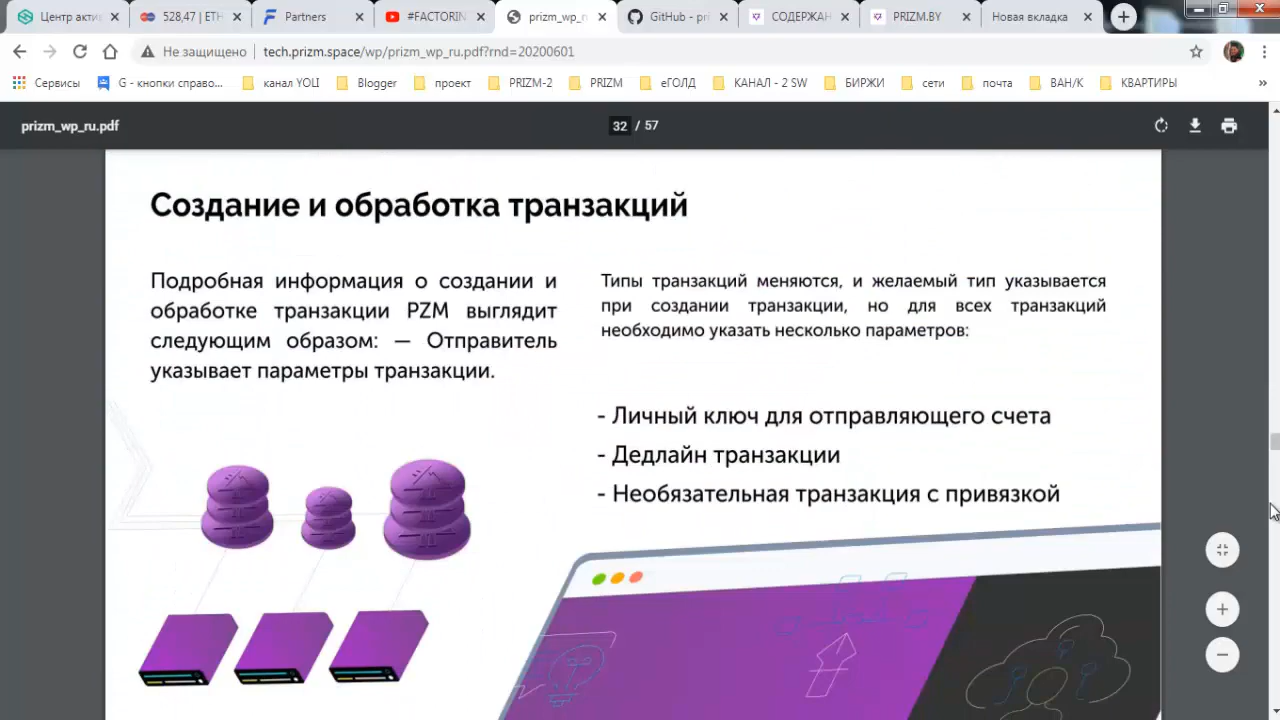 Центр акти
528,47 | ETH
Partners
#FACTORIN
prizm_wp_r
GitHub - pri
СОДЕРЖАН
PRIZM.BY
Новая вкладка
Не защищено
tech.prizm.space/wp/prizm_wp_ru.pdf?rnd=20200601
Сервисы
G - кнопки справо...
канал YOLI
Blogger
проект
PRIZM-2
PRIZM
еГОЛД
КАНАЛ - 2 SW
БИРЖИ
сети
почта
ВАН/К
КВАРТИРЫ
»
prizm_wp_ru.pdf
32 / 57
Создание и обработка транзакций
Подробная информация о создании и
обработке транзакции PZM выглядит
следующим образом: — Отправитель
указывает параметры транзакции.
Типы транзакций меняются, и желаемый тип указывается
при создании транзакции, но для всех транзакций
необходимо указать несколько параметров:
- Личный ключ для отправляющего счета
- Дедлайн транзакции
- Необязательная транзакция с привязкой